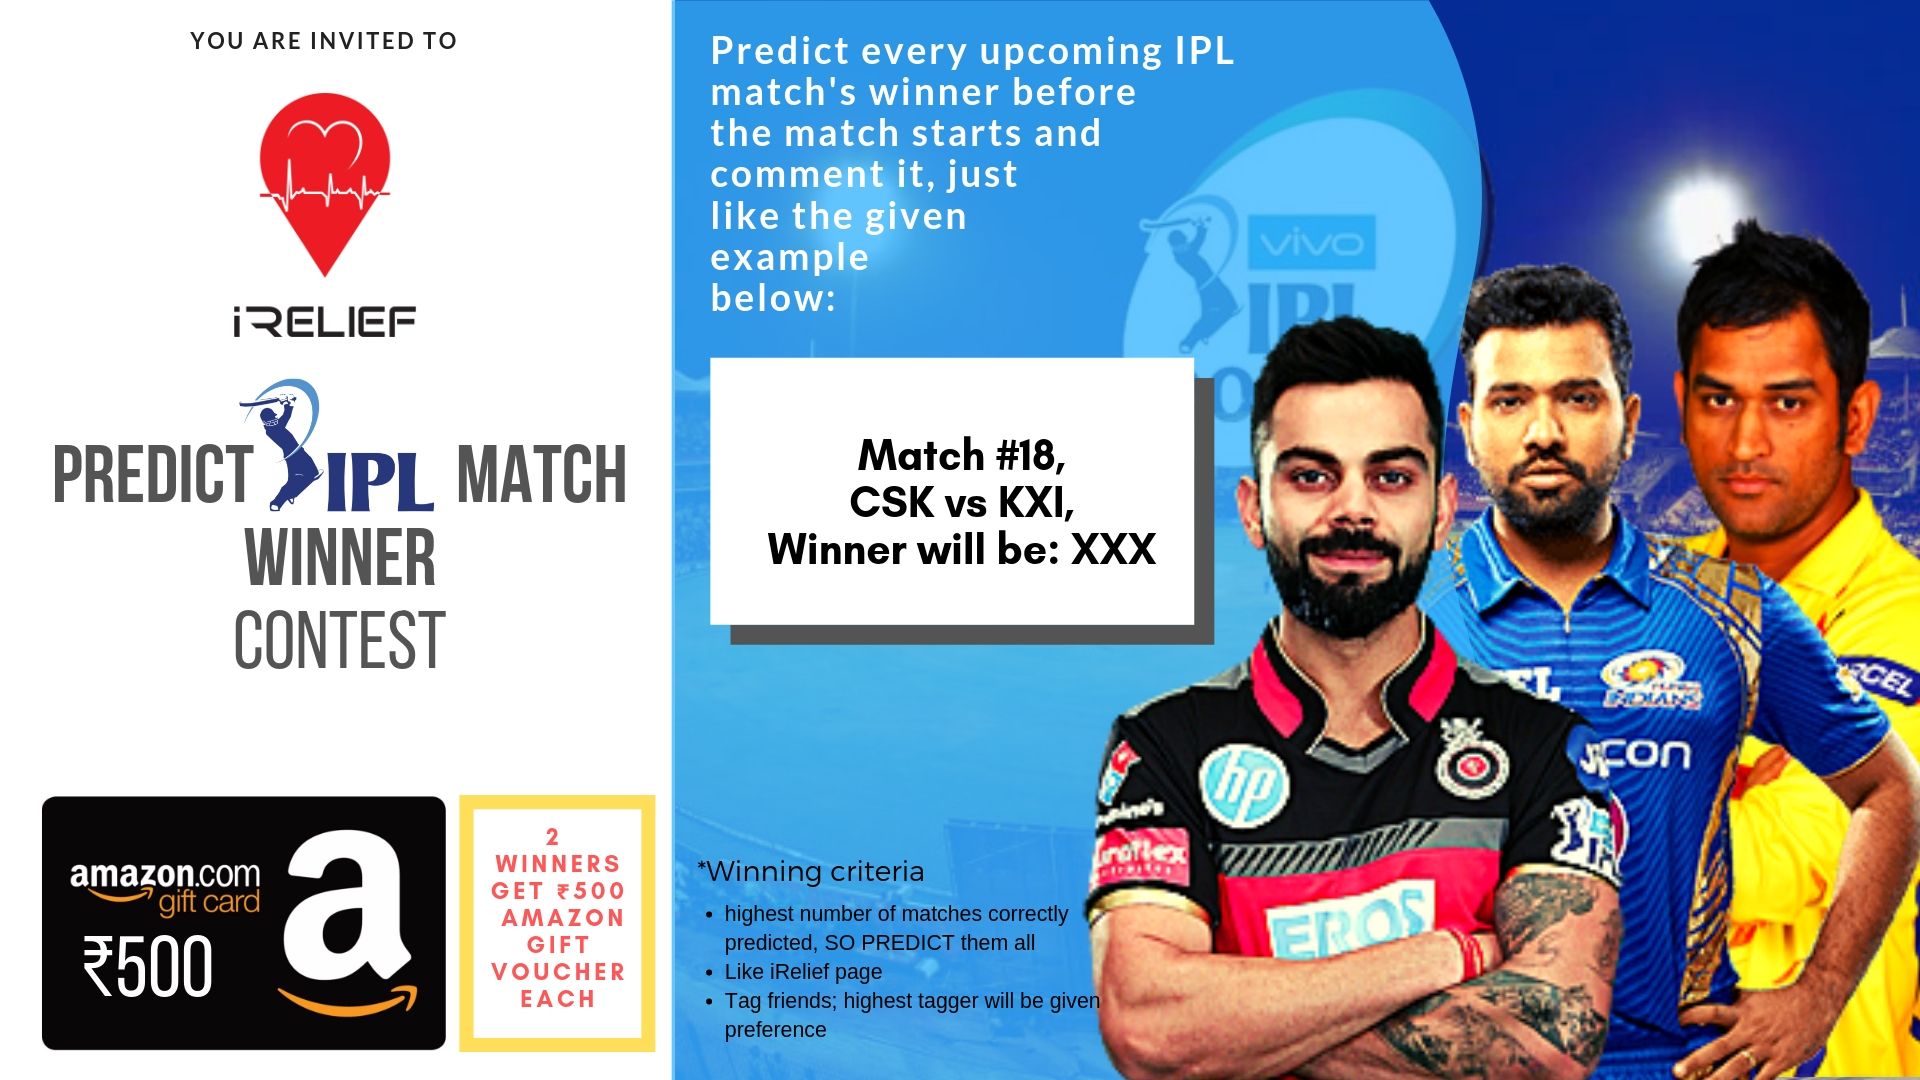 YOU ARE INVITED TO
iRELIEF
PREDICT IPL MATCH
WINNER
CONTEST
amazon.com
gift card
₹500
a
2
WINNERS
GET ₹500
AMAZON
GIFT
VOUCHER
EACH
Predict every upcoming IPL
match's winner before
the match starts and
comment it, just
like the given
example
below:
vivo
IPL
Match #18,
CSK vs KXI,
Winner will be: XXX
*Winning criteria
• highest number of matches correctly
predicted, SO PREDICT them all
• Like iRelief page
• Tag friends; highest tagger will be given
preference
hp
EROS
INDIANS